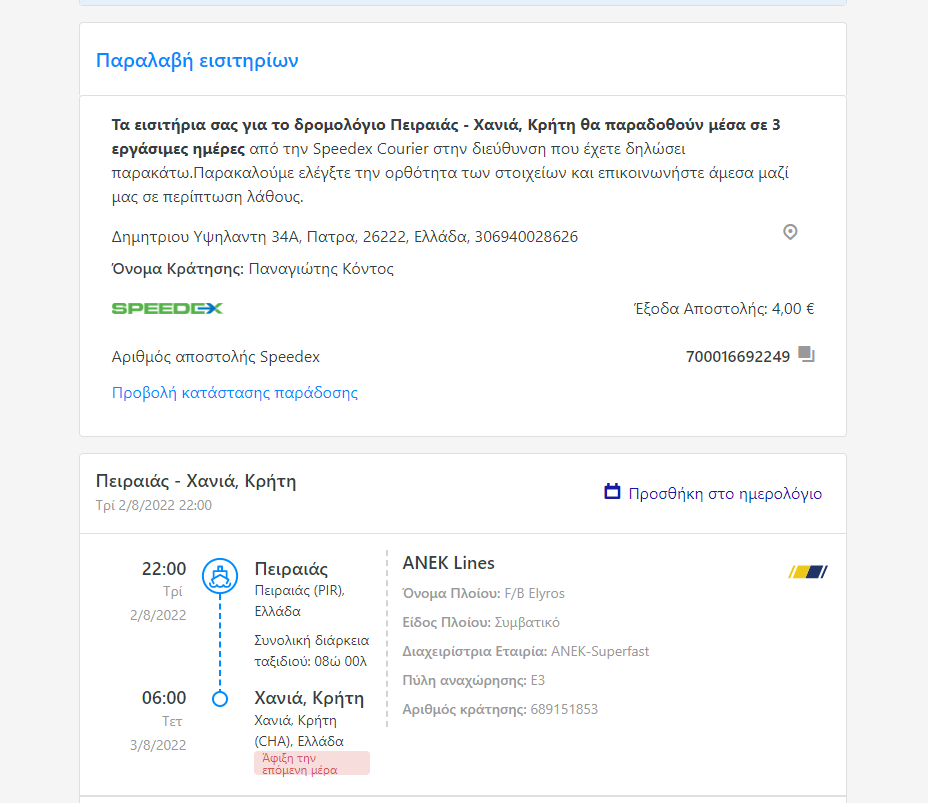 Παραλαβή εισιτηρίων
Τα εισιτήρια σας για το δρομολόγιο Πειραιάς - Χανιά, Κρήτη θα παραδοθούν μέσα σε 3
εργάσιμες ημέρες από την Speedex Courier στην διεύθυνση που έχετε δηλώσει
παρακάτω.Παρακαλούμε ελέγξτε την ορθότητα των στοιχείων και επικοινωνήστε άμεσα μαζί
μας σε περίπτωση λάθους.
Δημητριου Υψηλαντη 34Α, Πατρα, 26222, Ελλάδα, 306940028626
Όνομα Κράτησης: Παναγιώτης Κόντος
SPEEDEX
Έξοδα Αποστολής: 4,00 €
Αριθμός αποστολής Speedex
700016692249
Προβολή κατάστασης παράδοσης
Πειραιάς - Χανιά, Κρήτη
Τρί 2/8/2022 22:00
Προσθήκη στο ημερολόγιο
22:00
Τρί
2/8/2022
Πειραιάς
Πειραιάς (PIR),
Ελλάδα
Συνολική διάρκεια
ταξιδιού: 08ώ 00λ
06:00
Τετ
3/8/2022
Χανιά, Κρήτη
Χανιά, Κρήτη
(CHA), Ελλάδα
Άφιξη την
επόμενη μέρα
ANEK Lines
Όνομα Πλοίου: F/B Elyros
Είδος Πλοίου: Συμβατικό
Διαχειρίστρια Εταιρία: ANEK-Superfast
Πύλη αναχώρησης: E3
Αριθμός κράτησης: 689151853